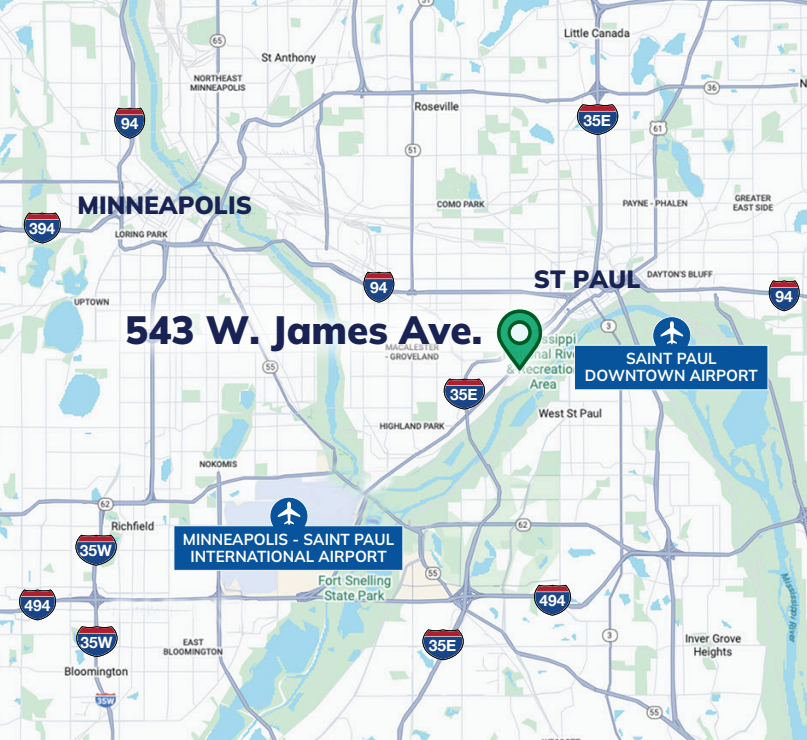 51
Little Canada
65
St Anthony
NORTHEAST
MINNEAPOLIS
36
Roseville
94
35E
61
51
MINNEAPOLIS
COMO PARK
PAYNE - PHALEN
GREATER
EAST SIDE
394
LORING PARK
ST PAUL
DAYTON'S BLUFF
94
94
UPTOWN
543 W. James Ave.
3
MACALESTER
- GROVELAND
SAINT PAUL
DOWNTOWN AIRPORT
55
& Recreation
Area
35E
West St Paul
HIGHLAND PARK
NOKOMIS
62
Richfield
62
MINNEAPOLIS - SAINT PAUL
INTERNATIONAL AIRPORT
35W
55
Fort Snelling
State Park
494
494
Mississippi River
35W
EAST
BLOOMINGTON
35E
3
Inver Grove
Heights
Bloomington
35W
55